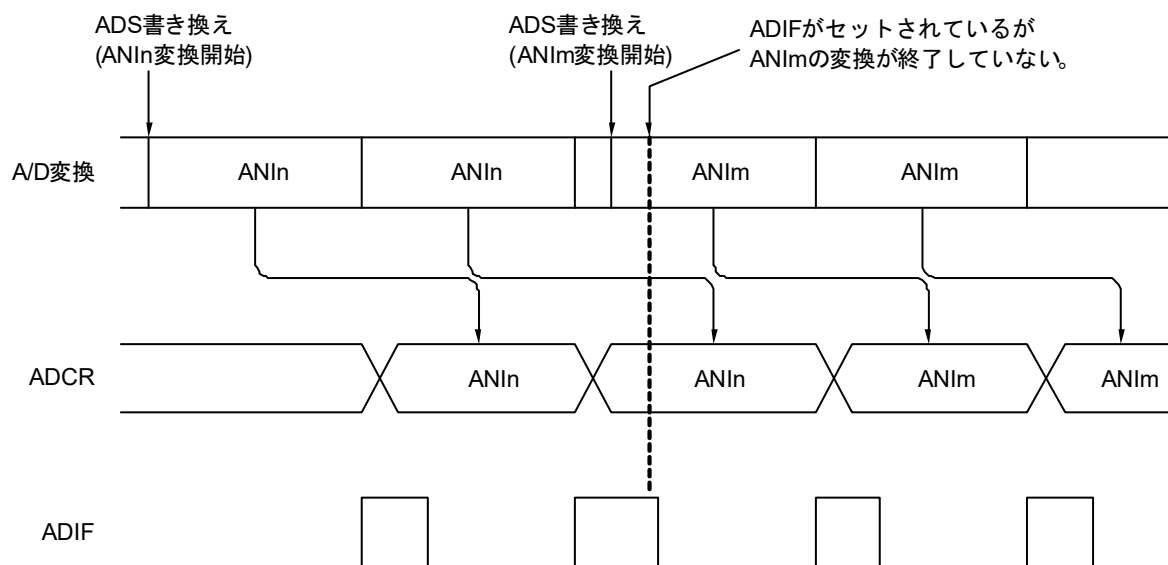 ADS書き換え
(ANIn変換開始)
ADS書き換え
(ANIm変換開始)
ADIFがセットされているが
ANImの変換が終了していない。
A/D変換
ANIn
ANIn
ANIm
ANIm
ADCR
ANIn
ANIn
ANIm
ANIm
ADIF